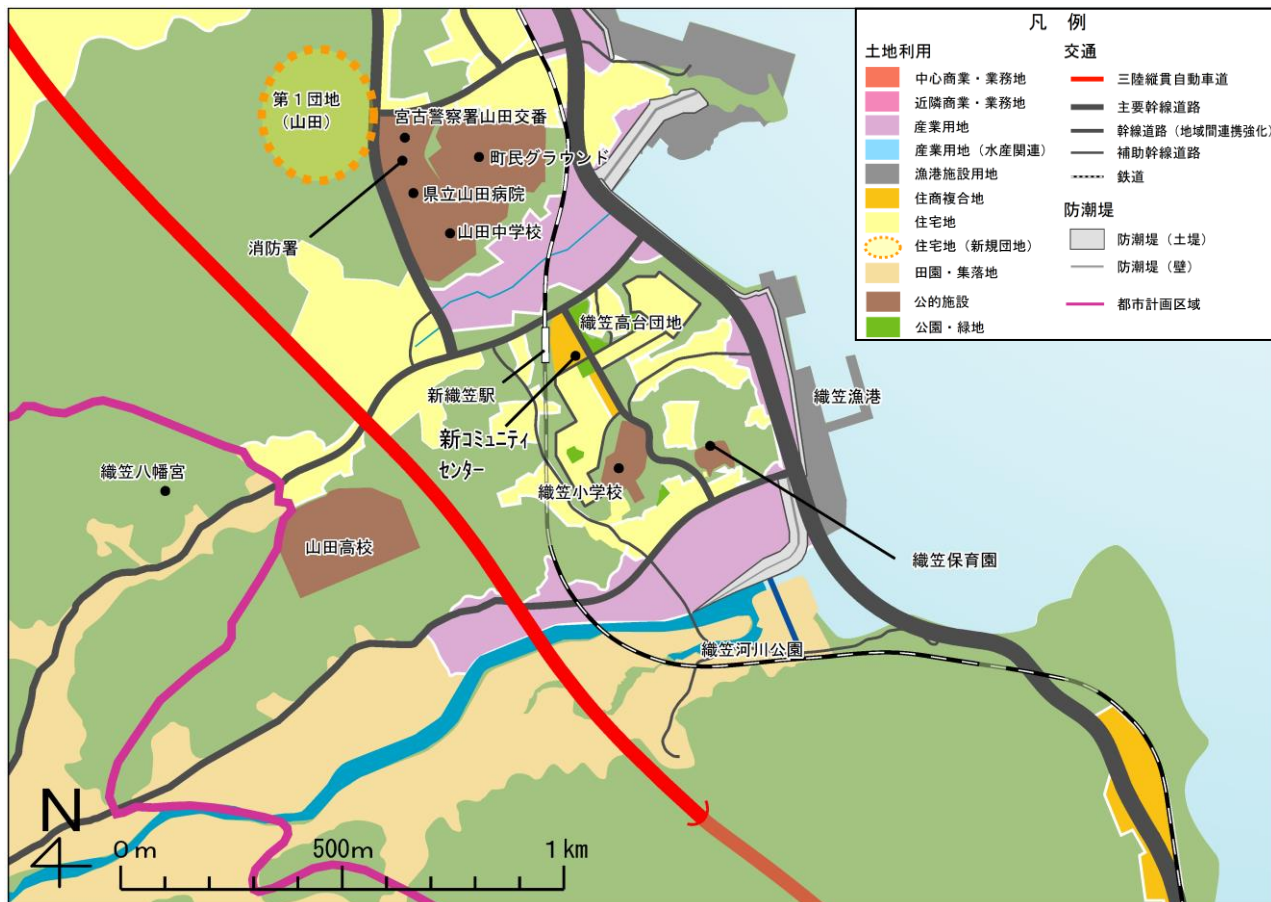 凡 例
土地利用
中心商業・業務地
近隣商業・業務地
産業用地
産業用地（水産関連）
漁港施設用地
住商複合地
住宅地
住宅地（新規団地）
田園・集落地
公的施設
公園・緑地
交通
三陸縦貫自動車道
主要幹線道路
幹線道路（地域間連携強化）
補助幹線道路
鉄道
防潮堤
防潮堤（土堤）
防潮堤（壁）
都市計画区域
第１団地
（山田）
宮古警察署山田交番
町民グラウンド
県立山田病院
山田中学校
消防署
織笠高台団地
新織笠駅
新コミュニティ
センター
織笠漁港
織笠八幡宮
織笠小学校
山田高校
織笠保育園
織笠河川公園
N
0m
500m
1km